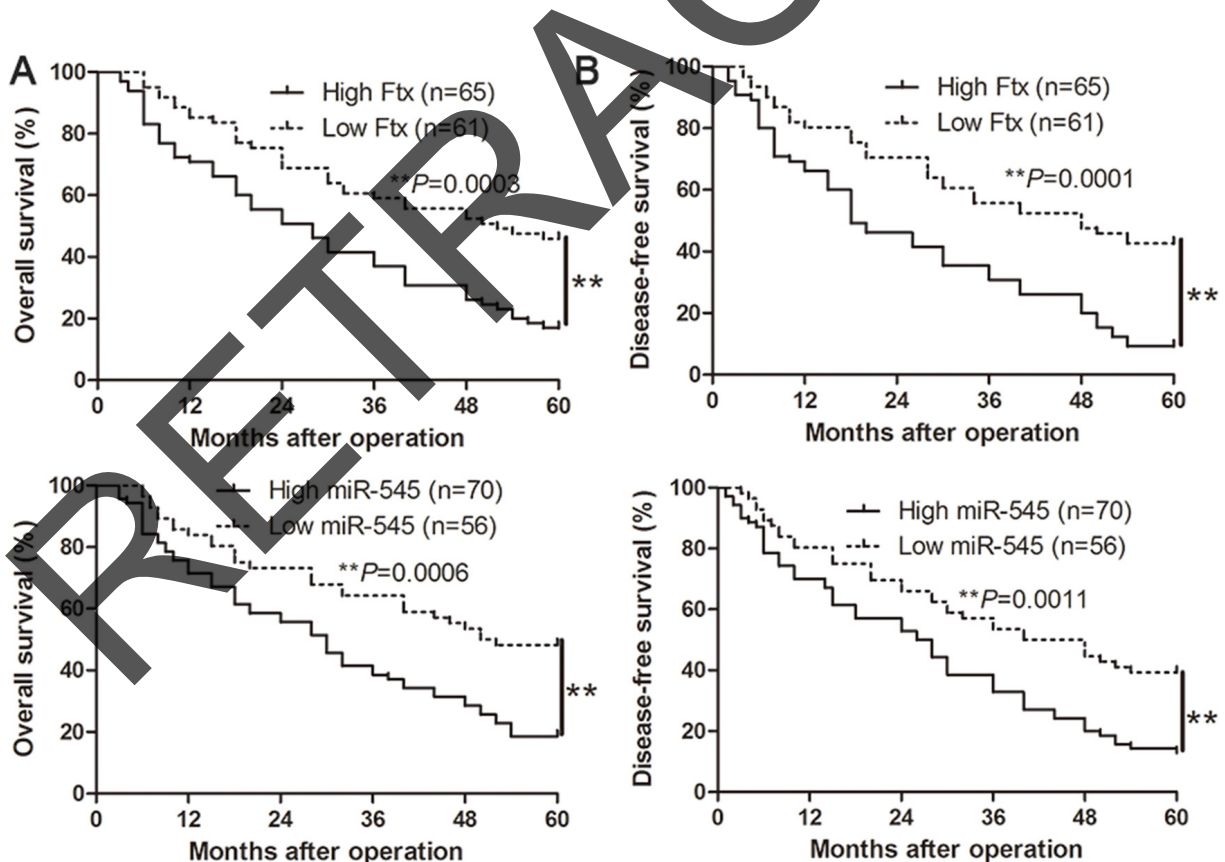 A
Overall survival (%)
100
80
60
40
20
0
0 12 24 36 48 60
Months after operation
High Ftx (n=65)
Low Ftx (n=61)
**P=0.0003
**
B
Disease-free survival (%)
100
80
60
40
20
0
0 12 24 36 48 60
Months after operation
High Ftx (n=65)
Low Ftx (n=61)
**P=0.0001
**
Overall survival (%)
100
80
60
40
20
0
0 12 24 36 48 60
Months after operation
High miR-545 (n=70)
Low miR-545 (n=56)
**P=0.0006
**
Disease-free survival (%)
100
80
60
40
20
0
0 12 24 36 48 60
Months after operation
High miR-545 (n=70)
Low miR-545 (n=56)
**P=0.0011
**
RETRAC